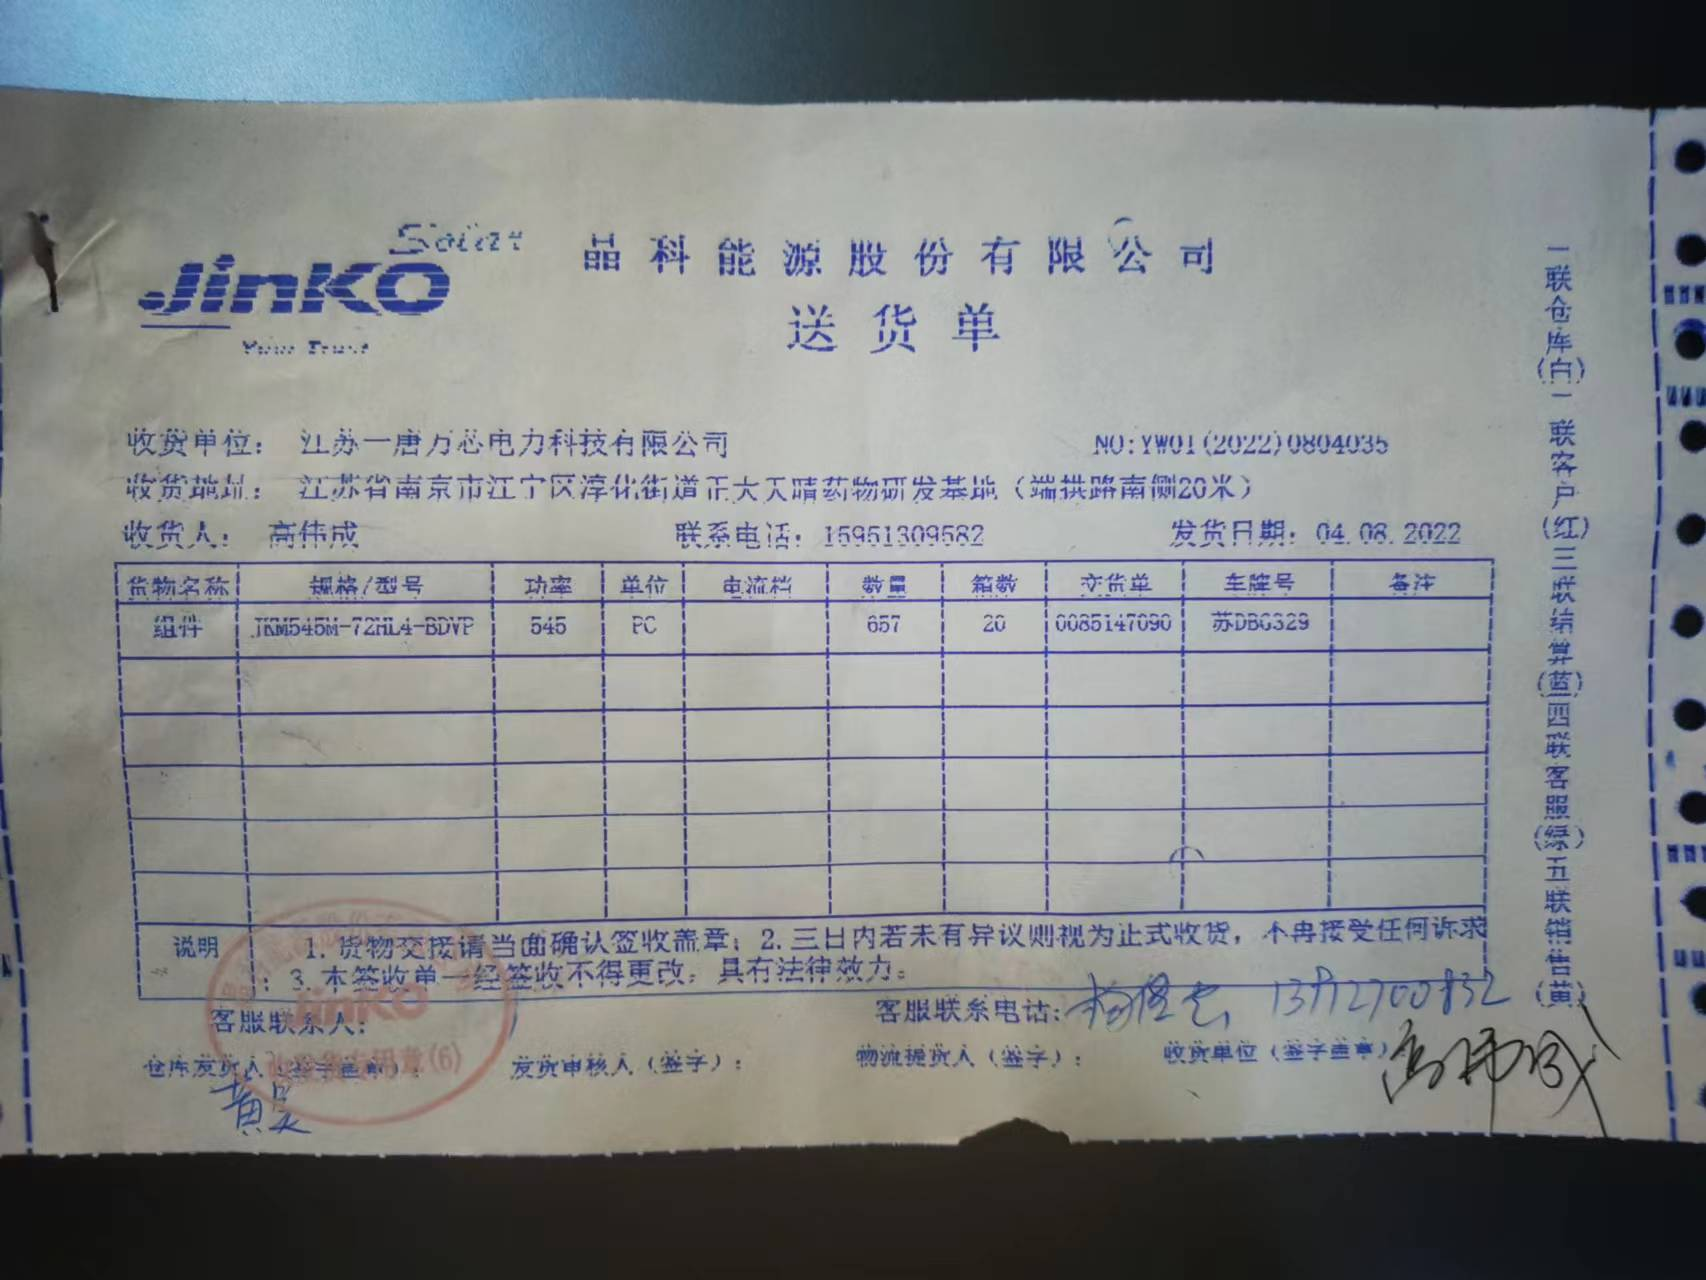 Solar
JinKO
Your Trust
晶科能源股份有限公司
送货单
收货单位： 江苏一唐万芯电力科技有限公司 NO:YW01(2022)0804035
收货地址： 江苏省南京市江宁区淳化街道正大天晴药物研发基地（端拱路南侧20米）
收货人： 高伟成 联系电话：15951309582 发货日期：04.08.2022
货物名称 规格/型号 功率 单位 电流档 数量 箱数 交货单 车牌号 备注
组件 JKM545M-72HL4-BDVP 545 PC 657 20 0085147090 苏DBG329
说明 1.货物交接请当面确认签收盖章；2.三日内若未有异议则视为正式收货，不再接受任何诉求
；3.本签收单一经签收不得更改，具有法律效力。
客服联系人： 客服联系电话：
仓库发货人（签字盖章）： 发货审核人（签字）： 物流提货人（签字）： 收货单位（签字盖章）
高伟成
JinKO
专用章(6)
一联仓库(白)二联客户(红)三联结算(蓝)四联客服(绿)五联营销(黄)